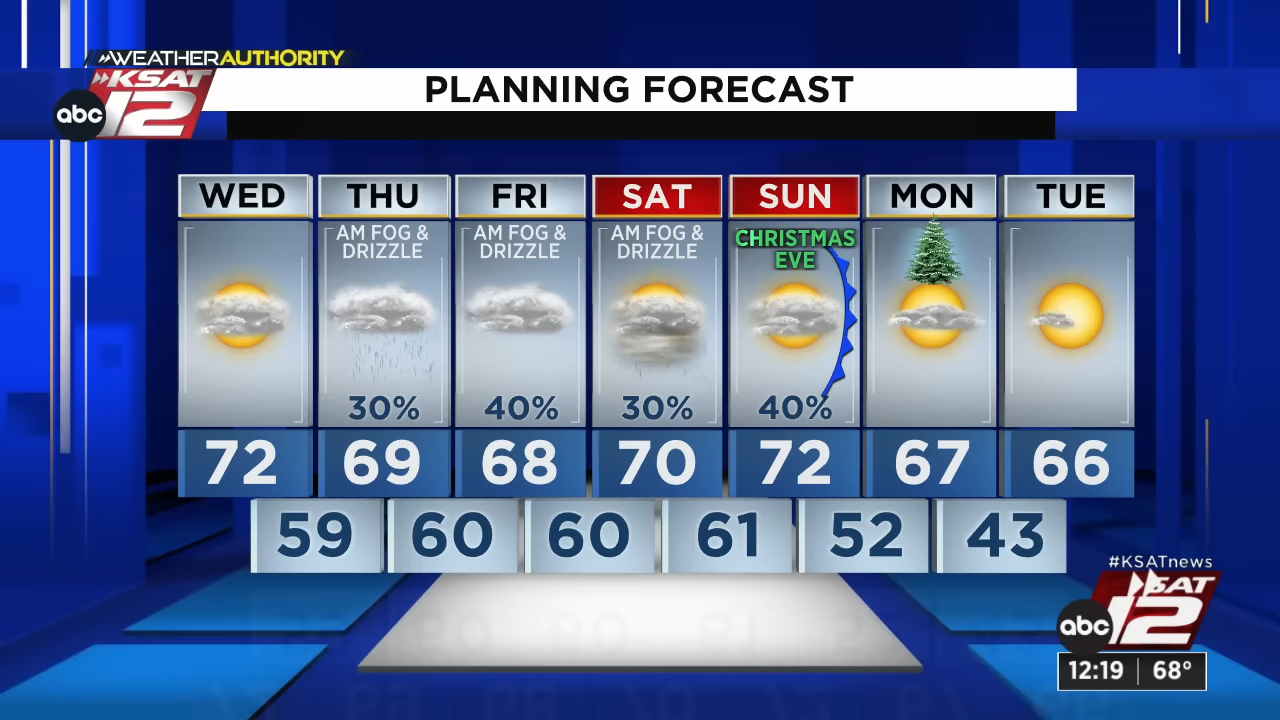 WEATHERAUTHORITY
KSAT
abc 12
PLANNING FORECAST
WED THU FRI SAT SUN MON TUE
AM FOG & DRIZZLE
AM FOG & DRIZZLE
AM FOG & DRIZZLE
CHRISTMAS EVE
30% 40% 30% 40%
72 69 68 70 72 67 66
59 60 60 61 52 43
#KSATnews
KSAT
abc 12
12:19 68°